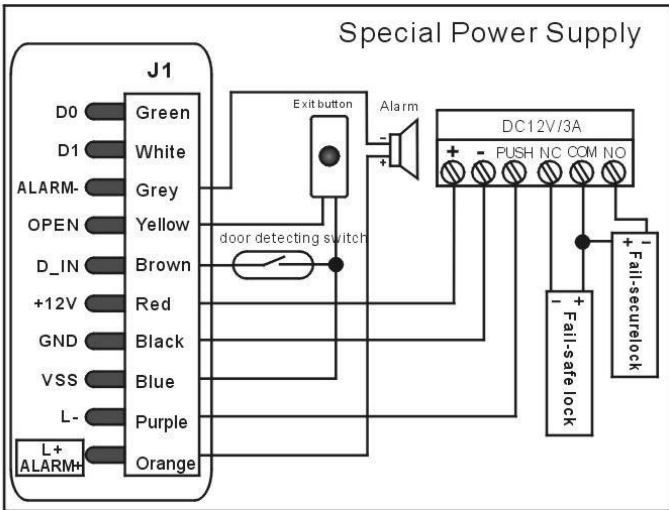 Special Power Supply
J1
Exit button
Alarm
D0 Green
D1 White
ALARM- Grey
OPEN Yellow
door detecting switch
D_IN Brown
+12V Red
GND Black
VSS Blue
L- Purple
L+
ALARM+
Orange
-
+
DC12V/3A
+ - PUSH NC COM NO
- +
Fail-safe lock
+ -
Fail-securelock